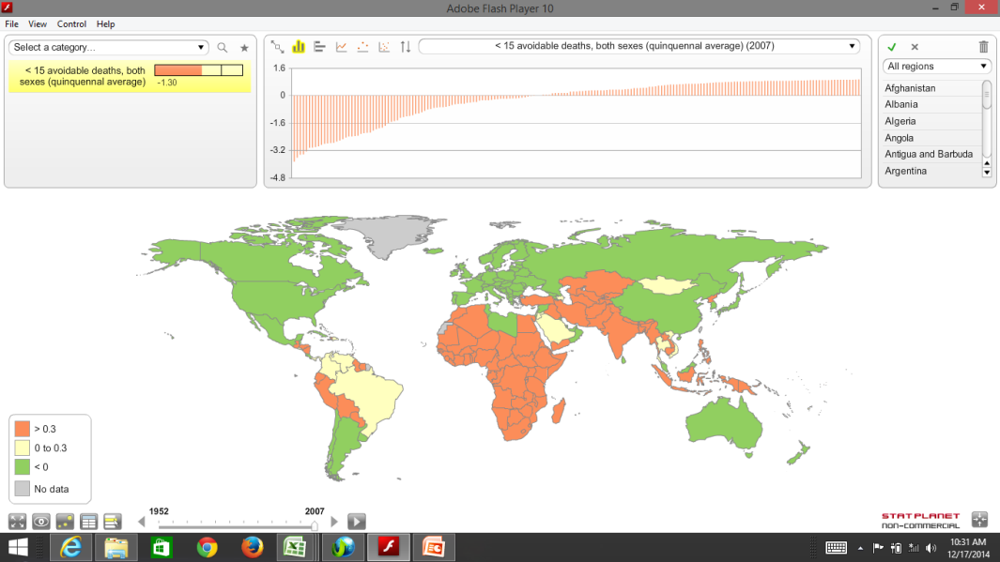 Adobe Flash Player 10
File View Control Help
Select a category...
< 15 avoidable deaths, both
sexes (quinquennal average)
-1.30
< 15 avoidable deaths, both sexes (quinquennal average) (2007)
1.6
0
-1.6
-3.2
-4.8
All regions
Afghanistan
Albania
Algeria
Angola
Antigua and Barbuda
Argentina
> 0.3
0 to 0.3
< 0
No data
1952
2007
STATPLANET
NON-COMMERCIAL
10:31 AM
12/17/2014